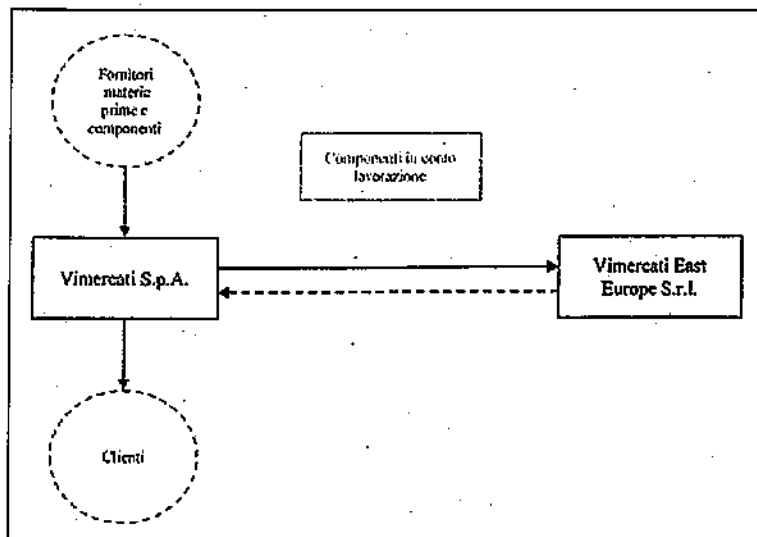 Fornitori
materie
prime e
componenti
Componenti in conto
lavorazione
Vimercati S.p.A.
Vimercati East
Europe S.r.l.
Clienti